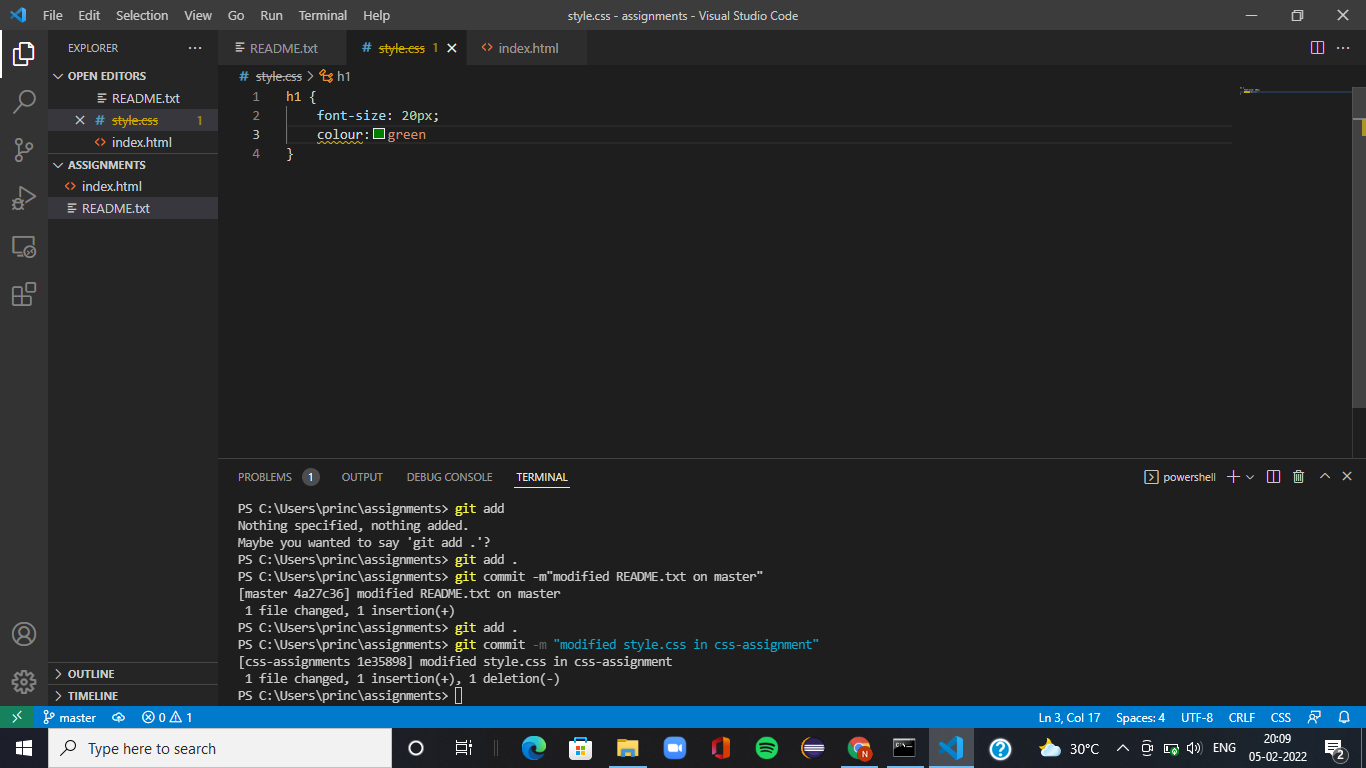 File Edit Selection View Go Run Terminal Help
style.css - assignments - Visual Studio Code
EXPLORER
OPEN EDITORS
README.txt
style.css 1
index.html
ASSIGNMENTS
index.html
README.txt
OUTLINE
TIMELINE
README.txt
# style.css 1
index.html
# style.css > h1
1 h1 {
2 font-size: 20px;
3 colour: green
4 }
PROBLEMS 1 OUTPUT DEBUG CONSOLE TERMINAL
powershell
PS C:\Users\princ\assignments> git add
Nothing specified, nothing added.
Maybe you wanted to say 'git add .'?
PS C:\Users\princ\assignments> git add .
PS C:\Users\princ\assignments> git commit -m"modified README.txt on master"
[master 4a27c36] modified README.txt on master
1 file changed, 1 insertion(+)
PS C:\Users\princ\assignments> git add .
PS C:\Users\princ\assignments> git commit -m "modified style.css in css-assignment"
[css-assignments 1e35898] modified style.css in css-assignment
1 file changed, 1 insertion(+), 1 deletion(-)
PS C:\Users\princ\assignments>
master 0 1
Ln 3, Col 17 Spaces: 4 UTF-8 CRLF CSS
Type here to search
N
30°C
ENG
20:09
05-02-2022
2